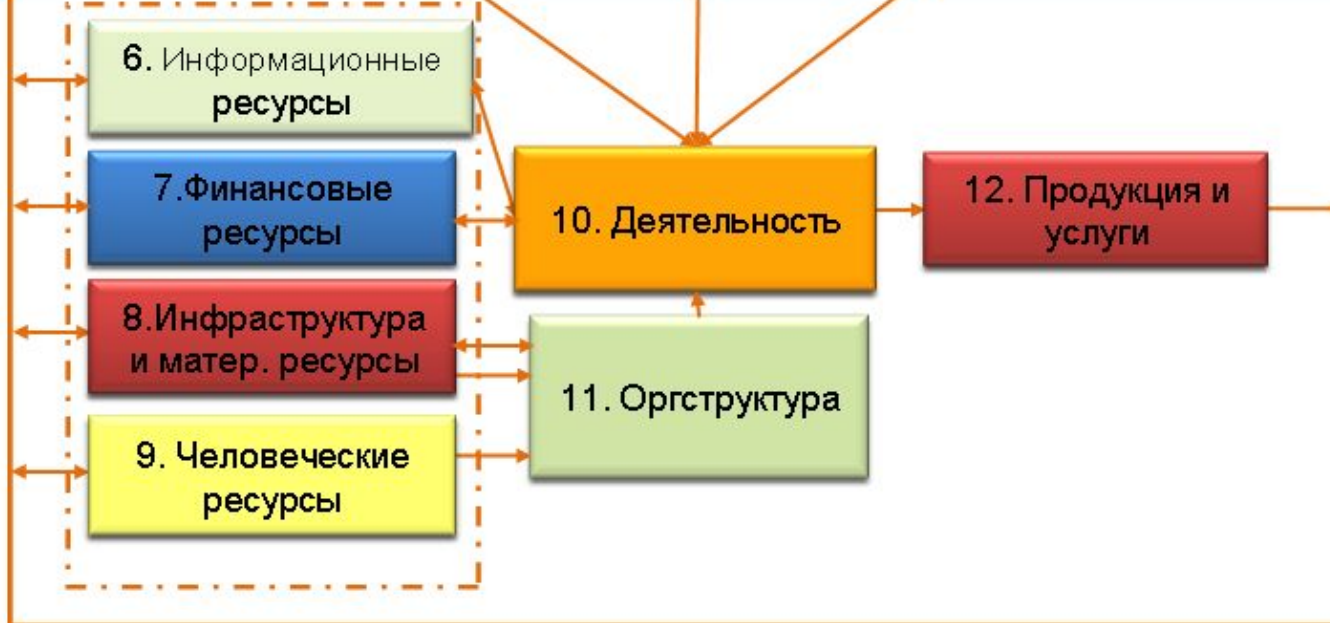 6. Информационные
ресурсы
7.Финансовые
ресурсы
8.Инфраструктура
и матер. ресурсы
9. Человеческие
ресурсы
10. Деятельность
11. Оргструктура
12. Продукция и
услуги